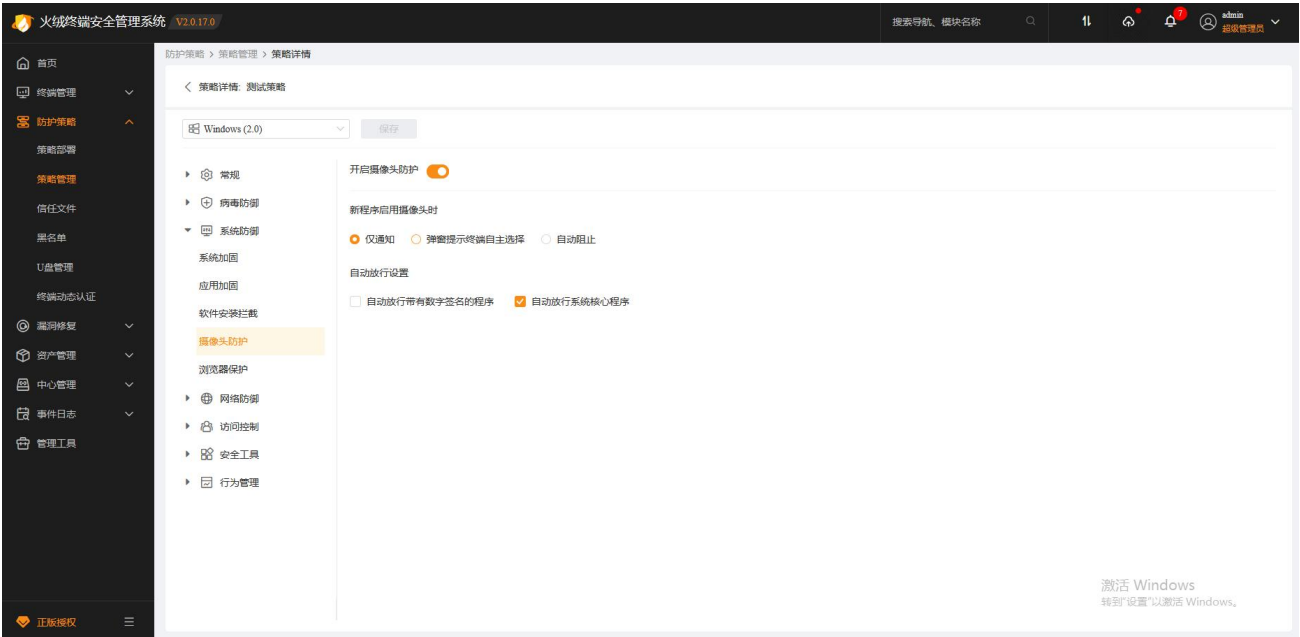 火绒终端安全管理系统 V2.0.17.0
搜索导航、模块名称
7
admin
超级管理员
首页
终端管理
防护策略
策略部署
策略管理
信任文件
黑名单
U盘管理
终端动态认证
漏洞修复
资产管理
中心管理
事件日志
管理工具
正版授权
防护策略 > 策略管理 > 策略详情
策略详情: 测试策略
Windows (2.0)
保存
常规
病毒防御
系统防御
系统加固
应用加固
软件安装拦截
摄像头防护
浏览器保护
网络防御
访问控制
安全工具
行为管理
开启摄像头防护
新程序启用摄像头时
仅通知 弹窗提示终端自主选择 自动阻止
自动放行设置
自动放行带有数字签名的程序 自动放行系统核心程序
激活 Windows
转到"设置"以激活 Windows。